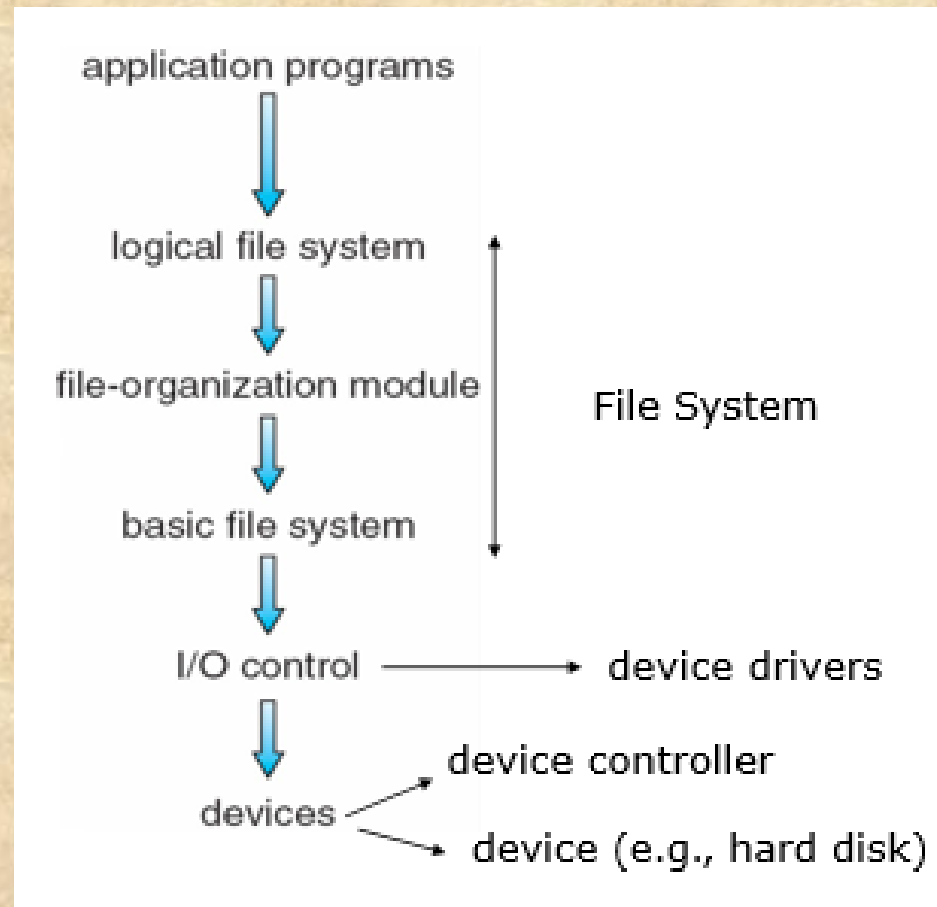 application programs
logical file system
file-organization module
File System
basic file system
I/O control
device drivers
device controller
devices
device (e.g., hard disk)